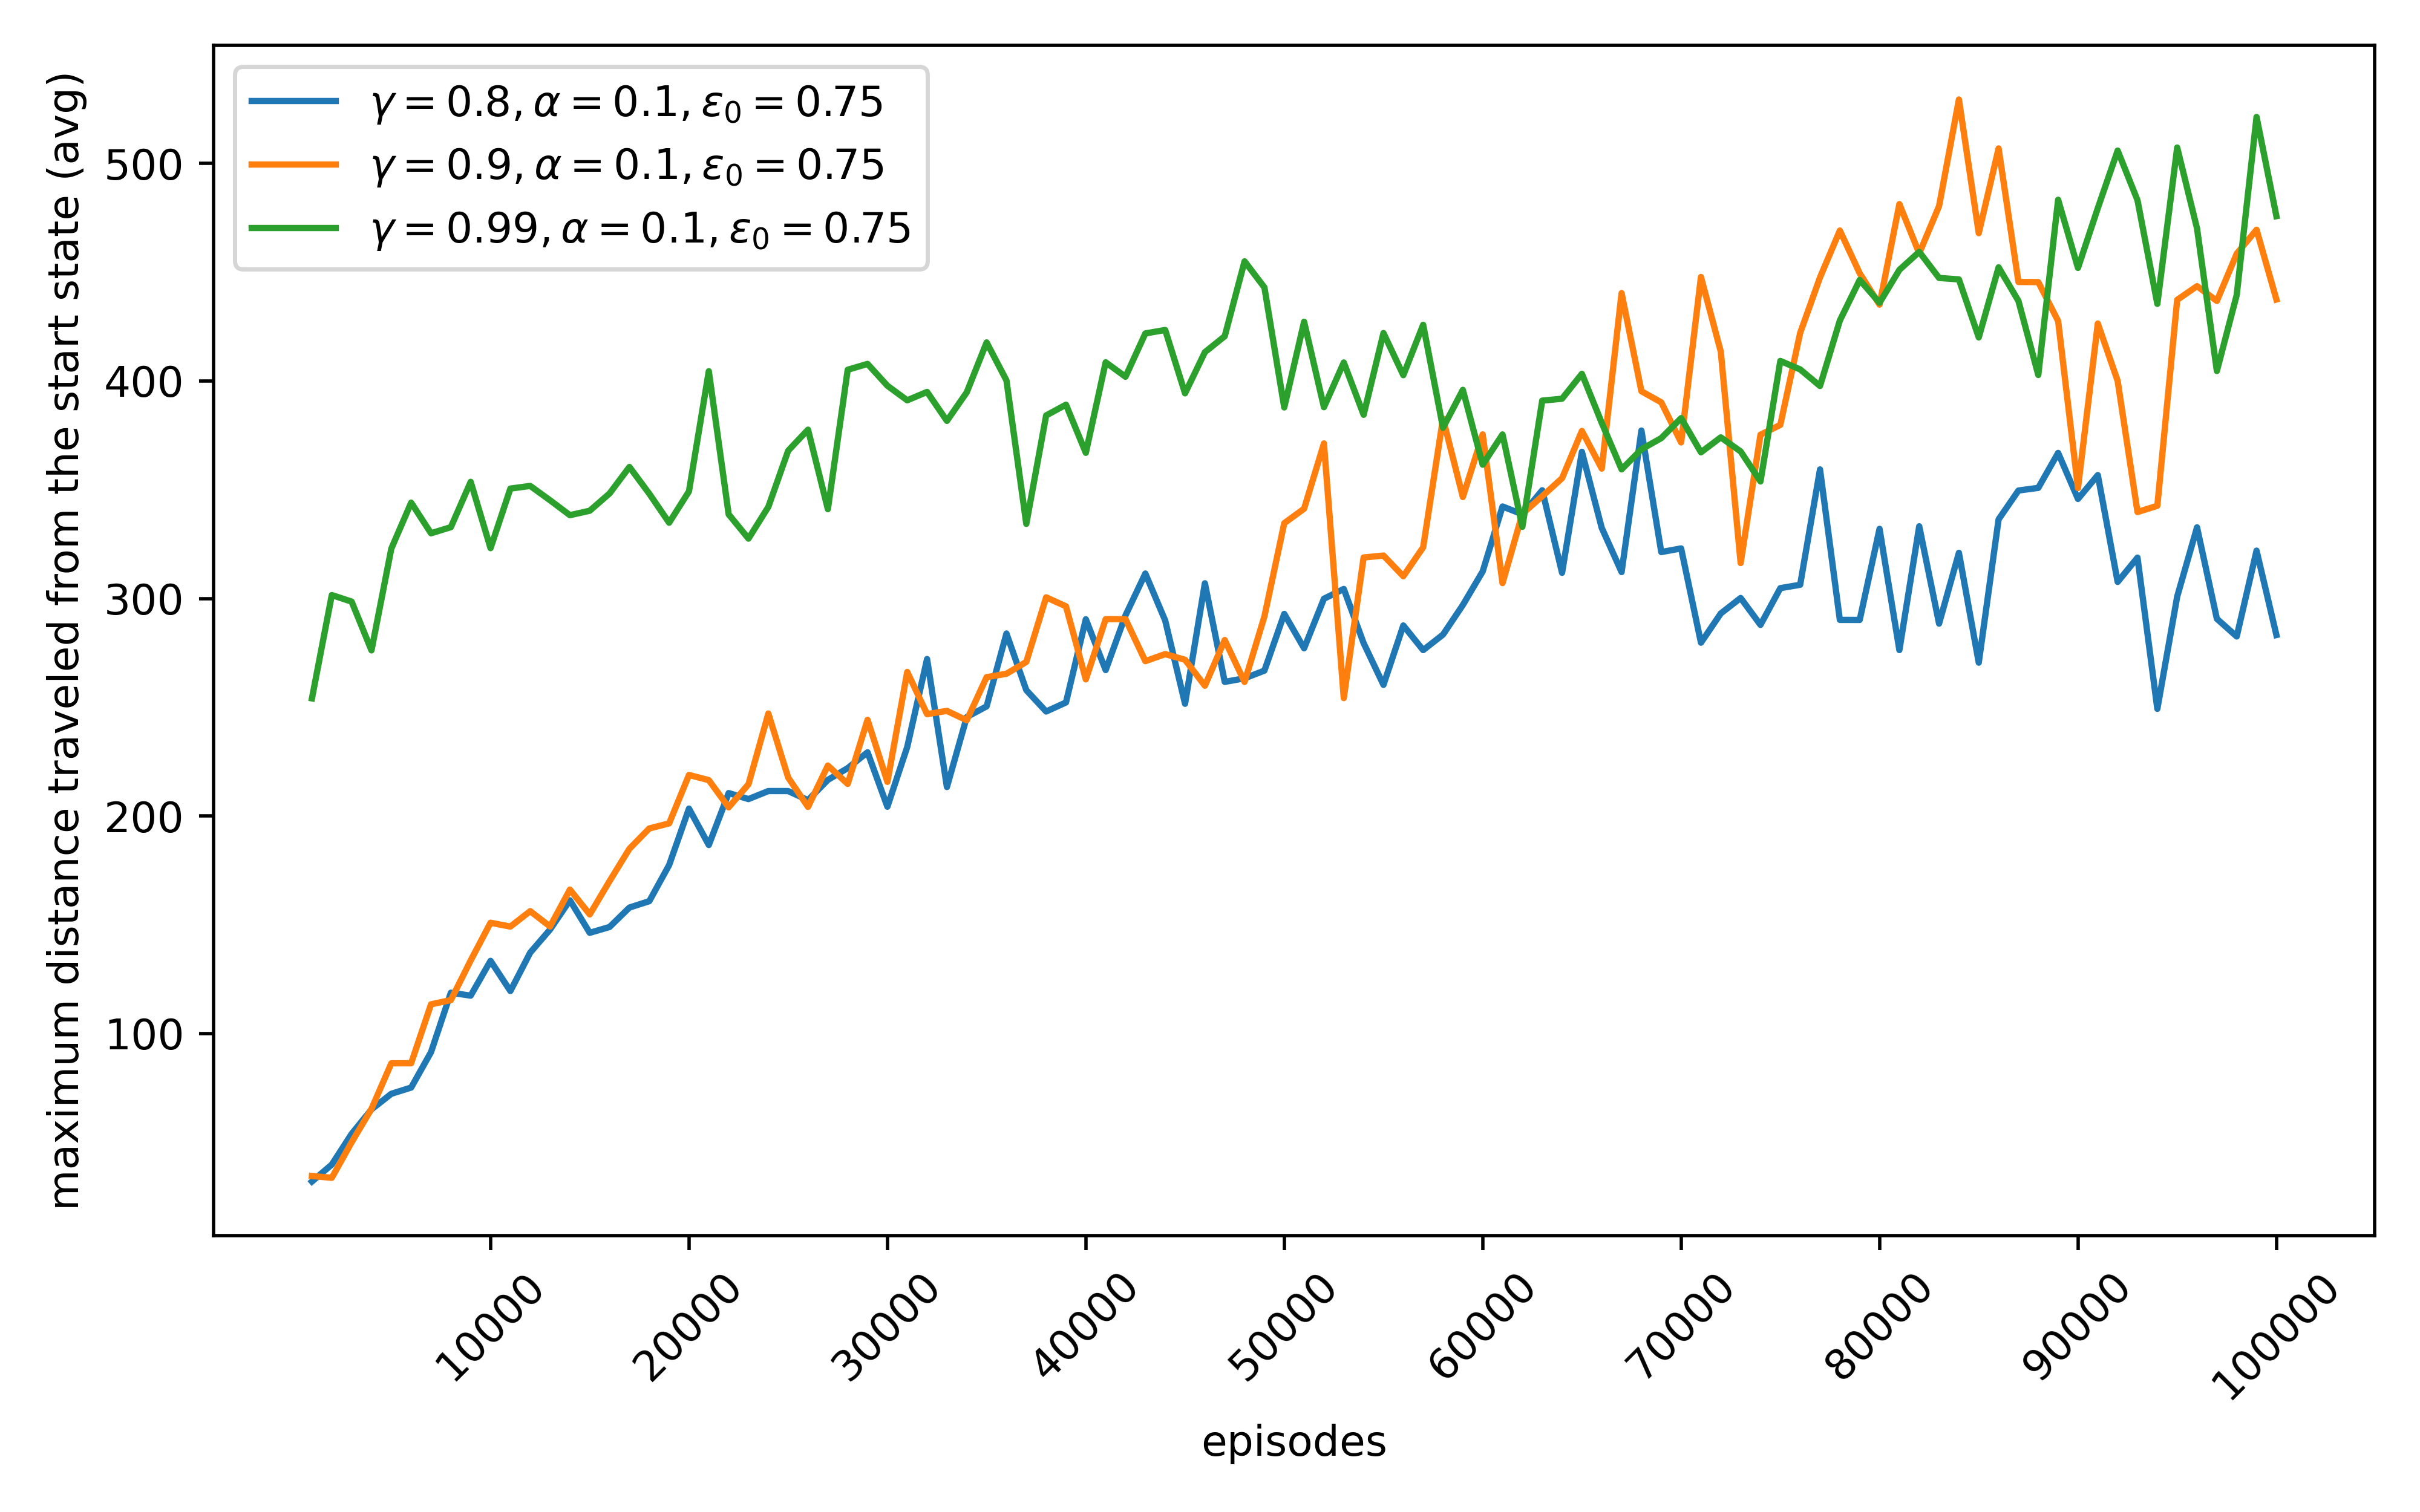 maximum distance traveled from the start state (avg)
500
400
300
200
100
γ = 0.8, α = 0.1, ε₀ = 0.75
γ = 0.9, α = 0.1, ε₀ = 0.75
γ = 0.99, α = 0.1, ε₀ = 0.75
10000 20000 30000 40000 50000 60000 70000 80000 90000 100000
episodes